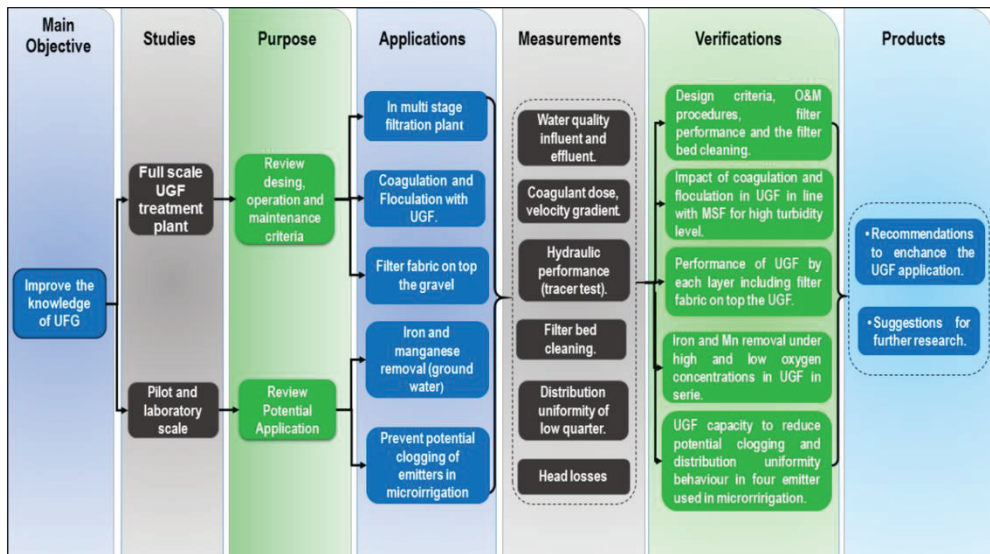 Main
Objective
Improve the
knowledge
of UFG
Studies
Full scale
UGF
treatment
plant
Pilot and
laboratory
scale
Purpose
Review
desing,
operation and
maintenance
criteria
Review
Potential
Application
Applications
In multi stage
filtration plant
Coagulation and
Floculation with
UGF.
Filter fabric on top
the gravel
Iron and
manganese
removal (ground
water)
Prevent potential
clogging of
emitters in
microirrigation
Measurements
Water quality
influent and
effluent.
Coagulant dose,
velocity gradient.
Hydraulic
performance
(tracer test).
Filter bed
cleaning.
Distribution
uniformity of
low quarter.
Head losses
Verifications
Design criteria, O&M
procedures, filter
performance and the filter
bed cleaning.
Impact of coagulation and
floculation in UGF in line
with MSF for high turbidity
level.
Performance of UGF by
each layer including filter
fabric on top the UGF.
Iron and Mn removal under
high and low oxygen
concentrations in UGF in
serie.
UGF capacity to reduce
potential clogging and
distribution uniformity
behaviour in four emitter
used in microrririgation.
Products
•Recommendations
to enchance the
UGF application.
•Suggestions for
further research.